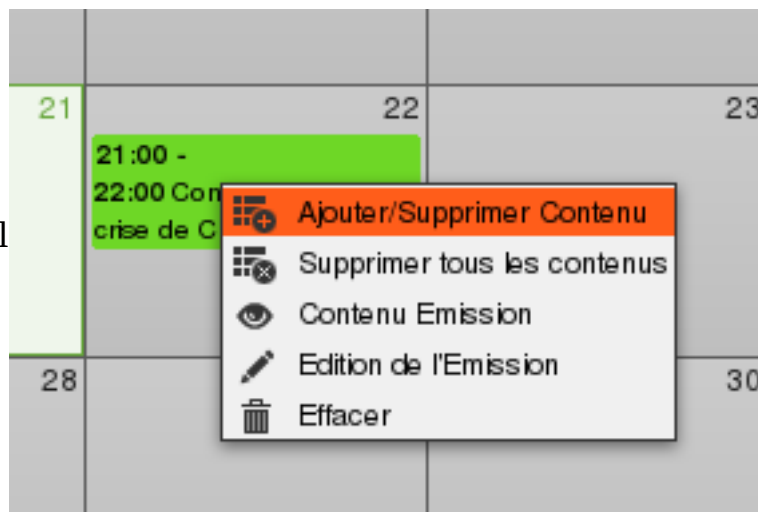 21
22
23
21:00 -
22:00
crise de
l
Ajouter/Supprimer Contenu
Supprimer tous les contenus
Contenu Emission
Edition de l'Emission
Effacer
28
30